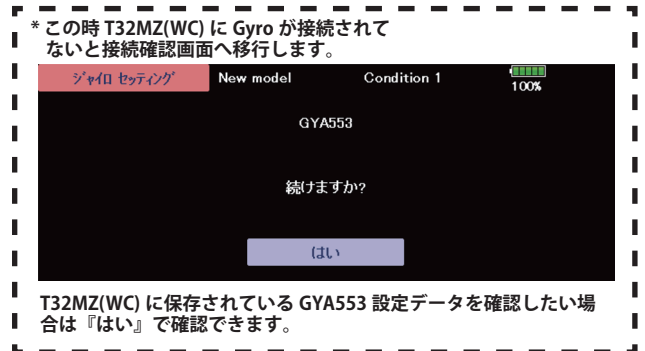 * この時 T32MZ(WC) に Gyro が接続されて
ないと接続確認画面へ移行します。
ジャイロ セッティング New model Condition 1 100%
GYA553
続けますか?
はい
T32MZ(WC) に保存されている GYA553 設定データを確認したい場
合は『はい』で確認できます。